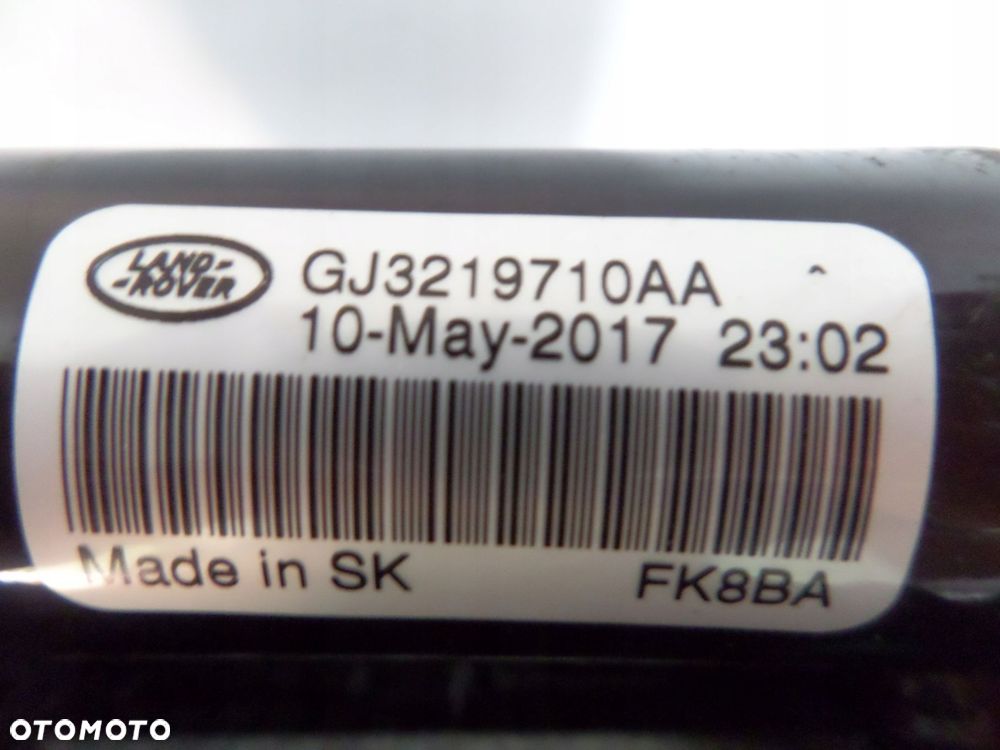 LAND-
-ROVER
GJ3219710AA
10-May-2017 23:02
Made in SK
FK8BA
OTOMOTO